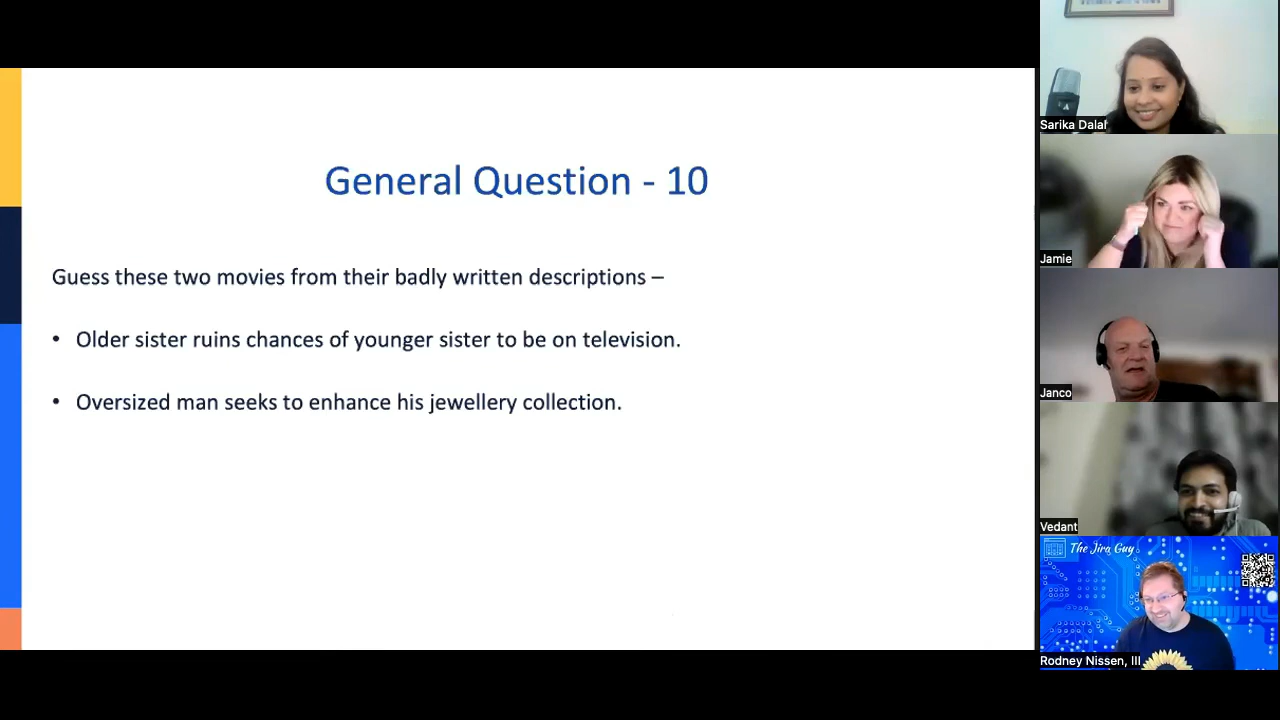 General Question - 10
Guess these two movies from their badly written descriptions –
• Older sister ruins chances of younger sister to be on television.
• Oversized man seeks to enhance his jewellery collection.
Sarika Dalal
Jamie
Janco
Vedant
The Jira Guy
Rodney Nissen, III